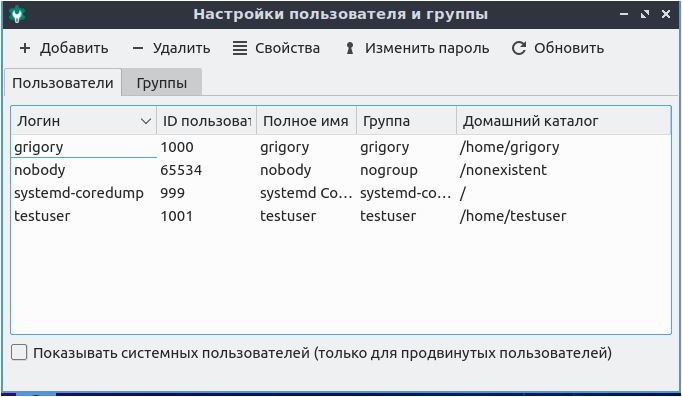 Настройки пользователя и группы
Добавить Удалить Свойства Изменить пароль Обновить
Пользователи Группы
Логин ID пользоват Полное имя Группа Домашний каталог
grigory 1000 grigory grigory /home/grigory
nobody 65534 nobody nogroup /nonexistent
systemd-coredump 999 systemd Co... systemd-co... /
testuser 1001 testuser testuser /home/testuser
Показывать системных пользователей (только для продвинутых пользователей)